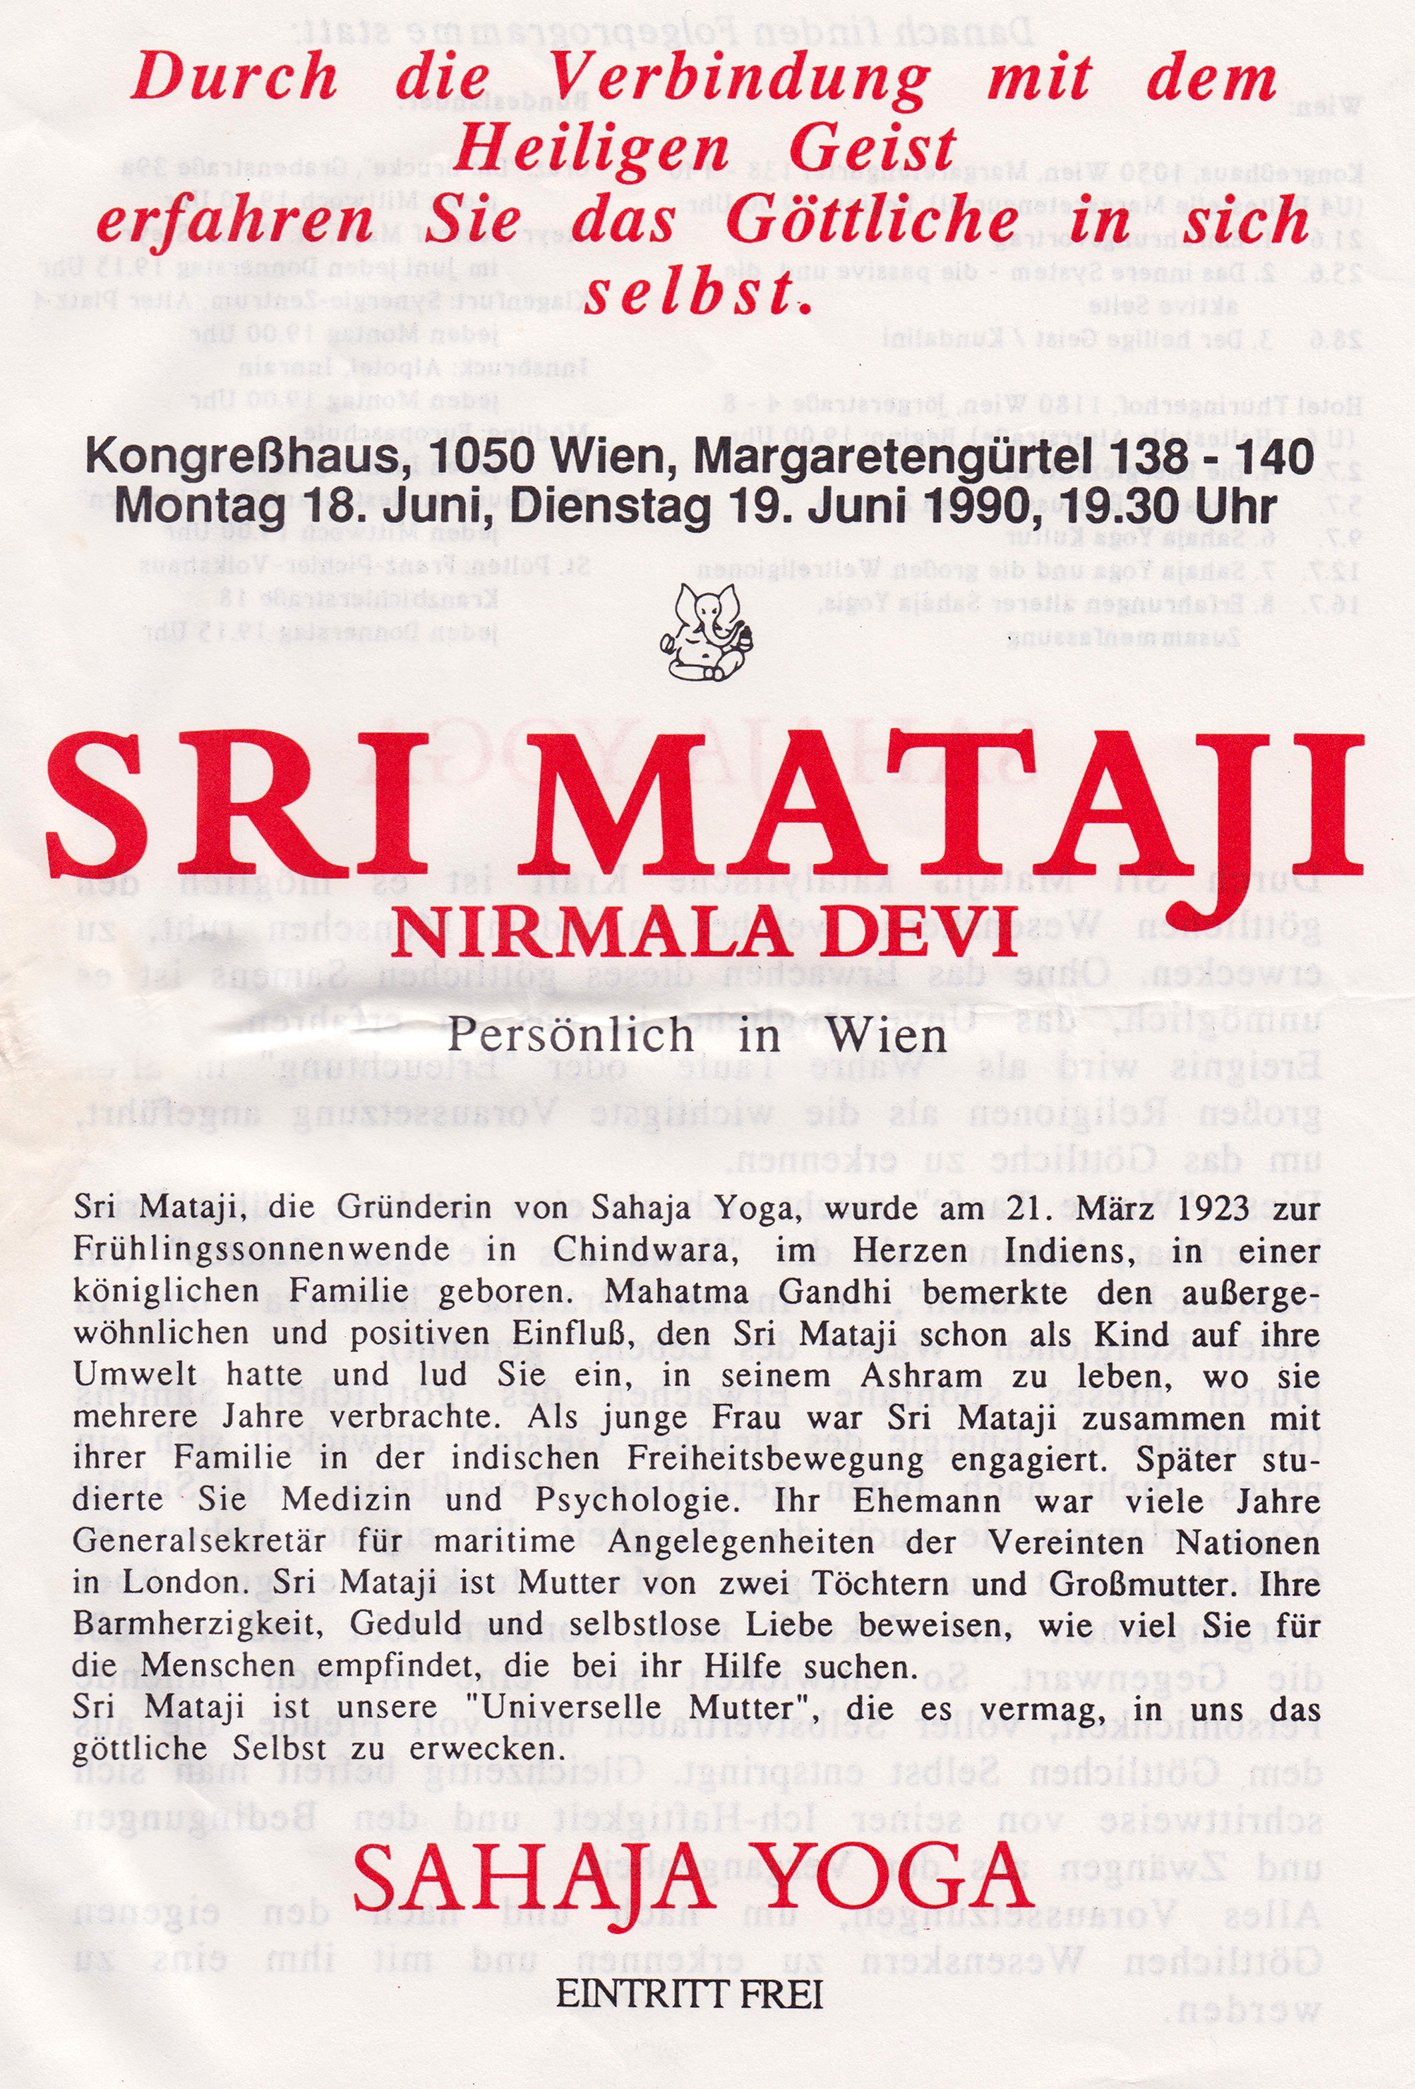 Durch die Verbindung mit dem
Heiligen Geist
erfahren Sie das Göttliche in sich
selbst.
Kongreßhaus, 1050 Wien, Margaretengürtel 138 - 140
Montag 18. Juni, Dienstag 19. Juni 1990, 19.30 Uhr
SRI MATAJI
NIRMALA DEVI
Persönlich in Wien
Sri Mataji, die Gründerin von Sahaja Yoga, wurde am 21. März 1923 zur
Frühlingssonnenwende in Chindwara, im Herzen Indiens, in einer
königlichen Familie geboren. Mahatma Gandhi bemerkte den außerge-
wöhnlichen und positiven Einfluß, den Sri Mataji schon als Kind auf ihre
Umwelt hatte und lud Sie ein, in seinem Ashram zu leben, wo sie
mehrere Jahre verbrachte. Als junge Frau war Sri Mataji zusammen mit
ihrer Familie in der indischen Freiheitsbewegung engagiert. Später stu-
dierte Sie Medizin und Psychologie. Ihr Ehemann war viele Jahre
Generalsekretär für maritime Angelegenheiten der Vereinten Nationen
in London. Sri Mataji ist Mutter von zwei Töchtern und Großmutter. Ihre
Barmherzigkeit, Geduld und selbstlose Liebe beweisen, wie viel Sie für
die Menschen empfindet, die bei ihr Hilfe suchen.
Sri Mataji ist unsere "Universelle Mutter", die es vermag, in uns das
göttliche Selbst zu erwecken.
SAHAJA YOGA
EINTRITT FREI